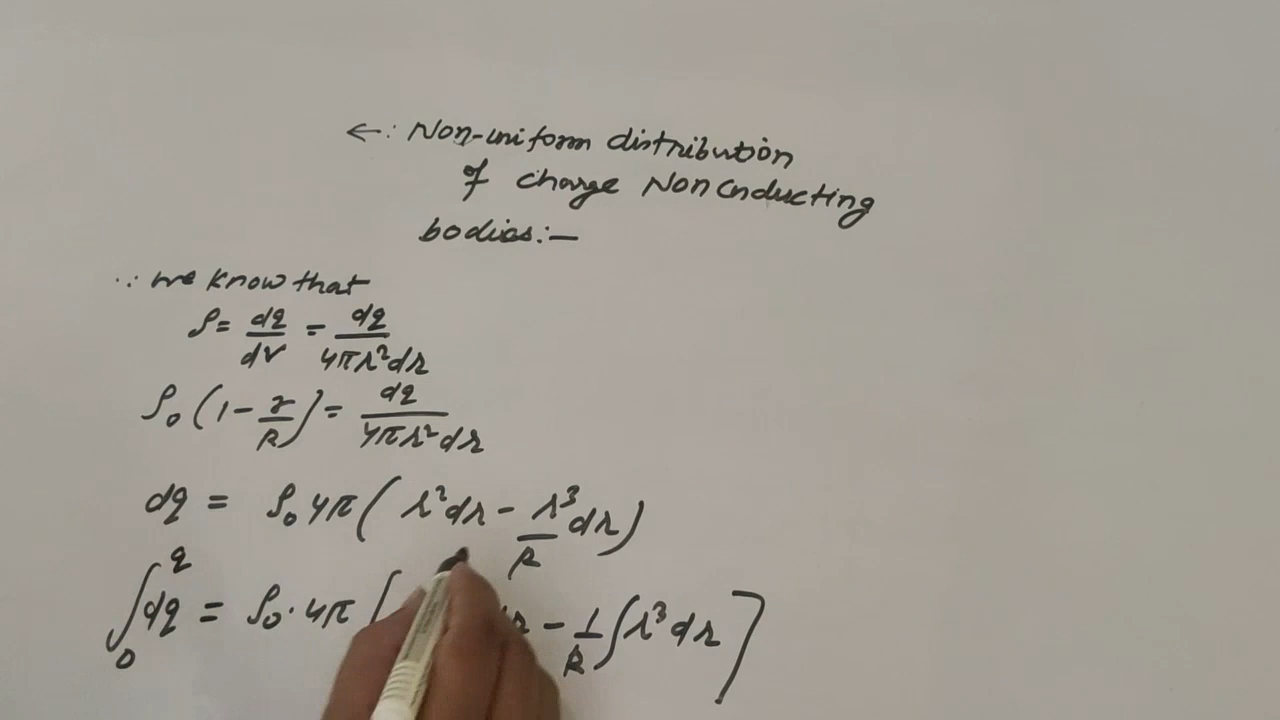 ←: Non-uniform distribution
of charge Non Conducting
bodies:—
∵ we know that
ρ = dq/dV = dq/4πr²dr
ρ₀(1 - r/R) = dq/4πr²dr
dq = ρ₀ 4π(r²dr - r³/R dr)
∫₀^q dq = ρ₀·4π[ - 1/R ∫r³dr]